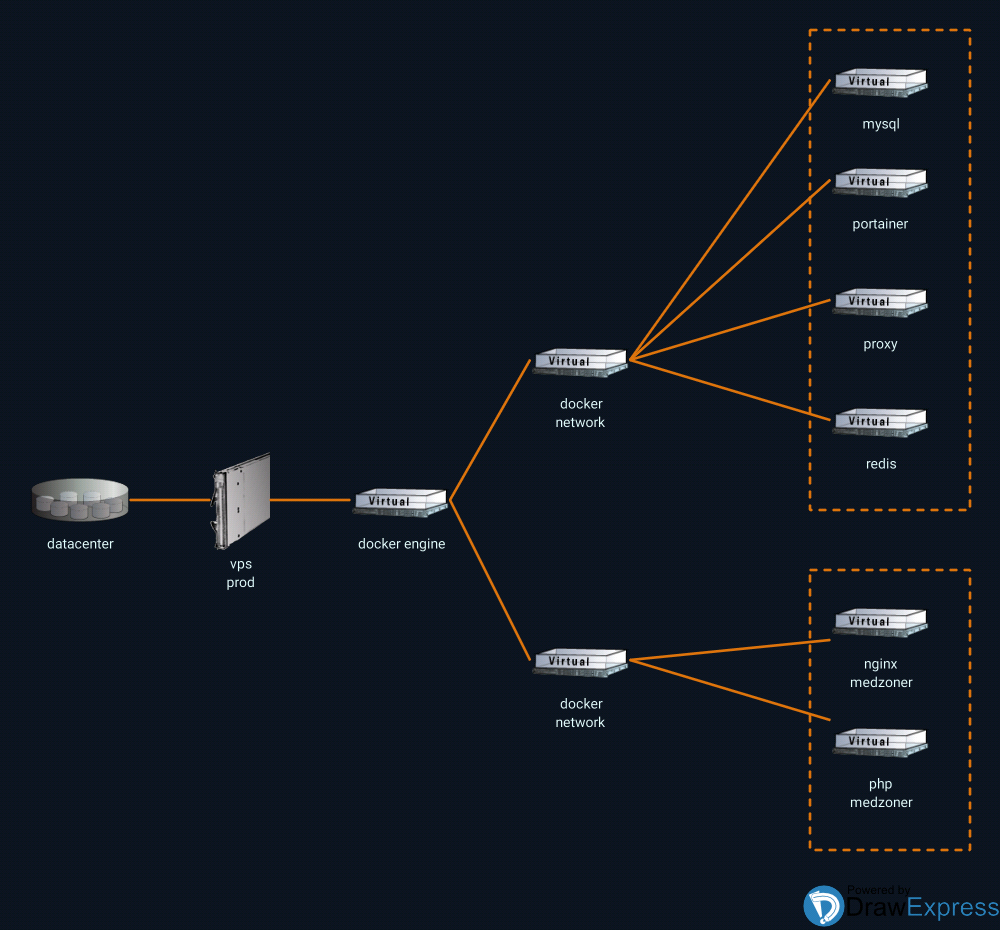 Virtual
mysql
Virtual
portainer
Virtual
proxy
Virtual
docker
network
Virtual
redis
datacenter
vps
prod
Virtual
docker engine
Virtual
nginx
medzoner
Virtual
docker
network
Virtual
php
medzoner
Powered by
DrawExpress